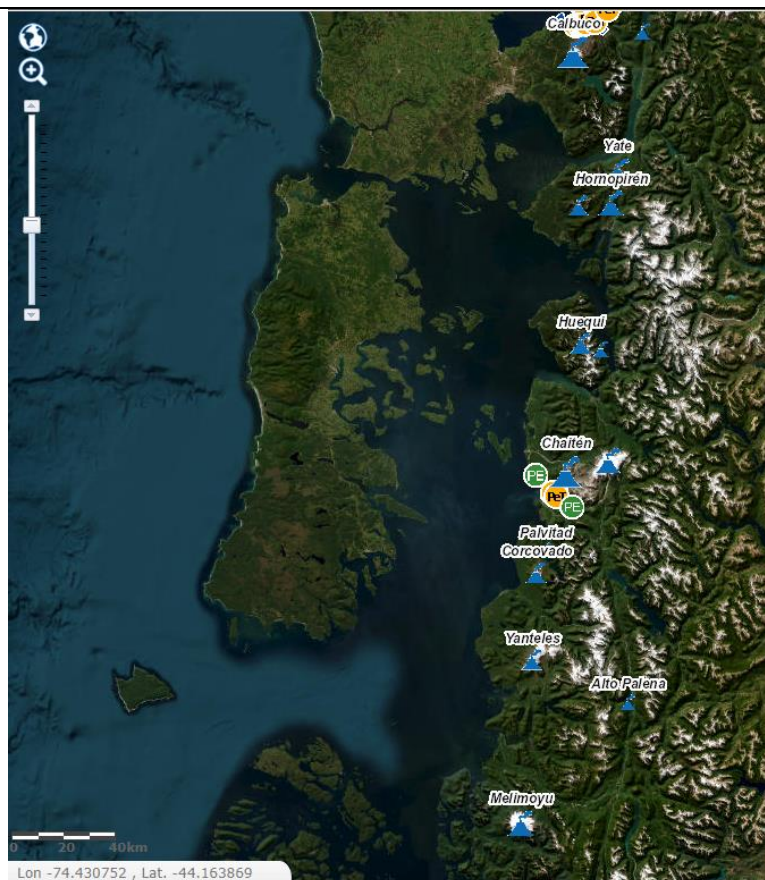 Calbuco
Yate
Hornopirén
Huequi
Chaitén
PE
PeT
PE
Palvitad
Corcovado
Yanteles
Alto Palena
Melimoyu
0 20 40km
Lon -74.430752 , Lat. -44.163869